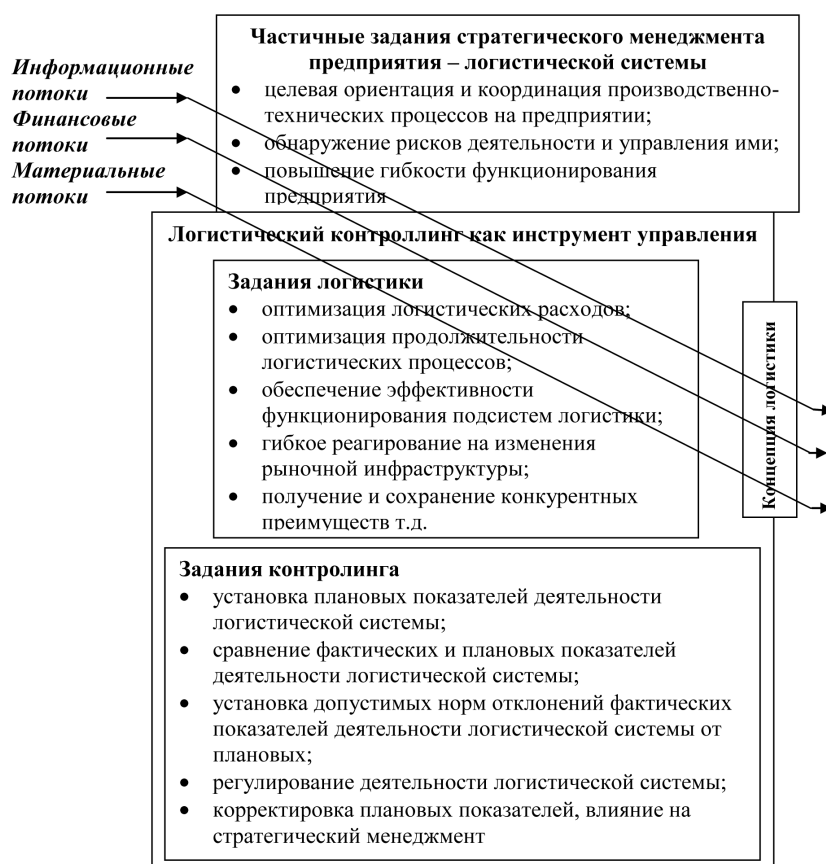 Информационные
потоки
Финансовые
потоки
Материальные
потоки
Частичные задания стратегического менеджмента
предприятия – логистической системы
• целевая ориентация и координация производственно-
технических процессов на предприятии;
• обнаружение рисков деятельности и управления ими;
• повышение гибкости функционирования
предприятия
Логистический контроллинг как инструмент управления
Задания логистики
• оптимизация логистических расходов;
• оптимизация продолжительности
логистических процессов;
• обеспечение эффективности
функционирования подсистем логистики;
• гибкое реагирование на изменения
рыночной инфраструктуры;
• получение и сохранение конкурентных
преимуществ т.д.
Концепция логистики
Задания контролинга
• установка плановых показателей деятельности
логистической системы;
• сравнение фактических и плановых показателей
деятельности логистической системы;
• установка допустимых норм отклонений фактических
показателей деятельности логистической системы от
плановых;
• регулирование деятельности логистической системы;
• корректировка плановых показателей, влияние на
стратегический менеджмент